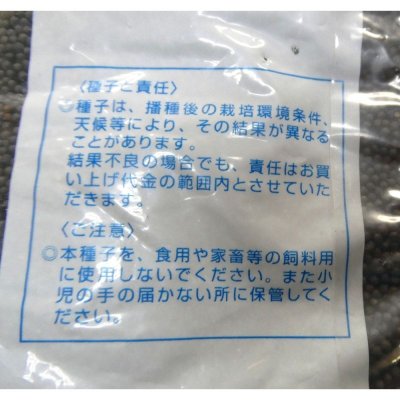 〈種子と責任〉
◎種子は、播種後の栽培環境条件、
天候等により、その結果が異なる
ことがあります。
結果不良の場合でも、責任はお買
い上げ代金の範囲内とさせていた
だきます。
〈ご注意〉
◎本種子を、食用や家畜等の飼料用
に使用しないでください。また小
児の手の届かない所に保管してく
ださい。